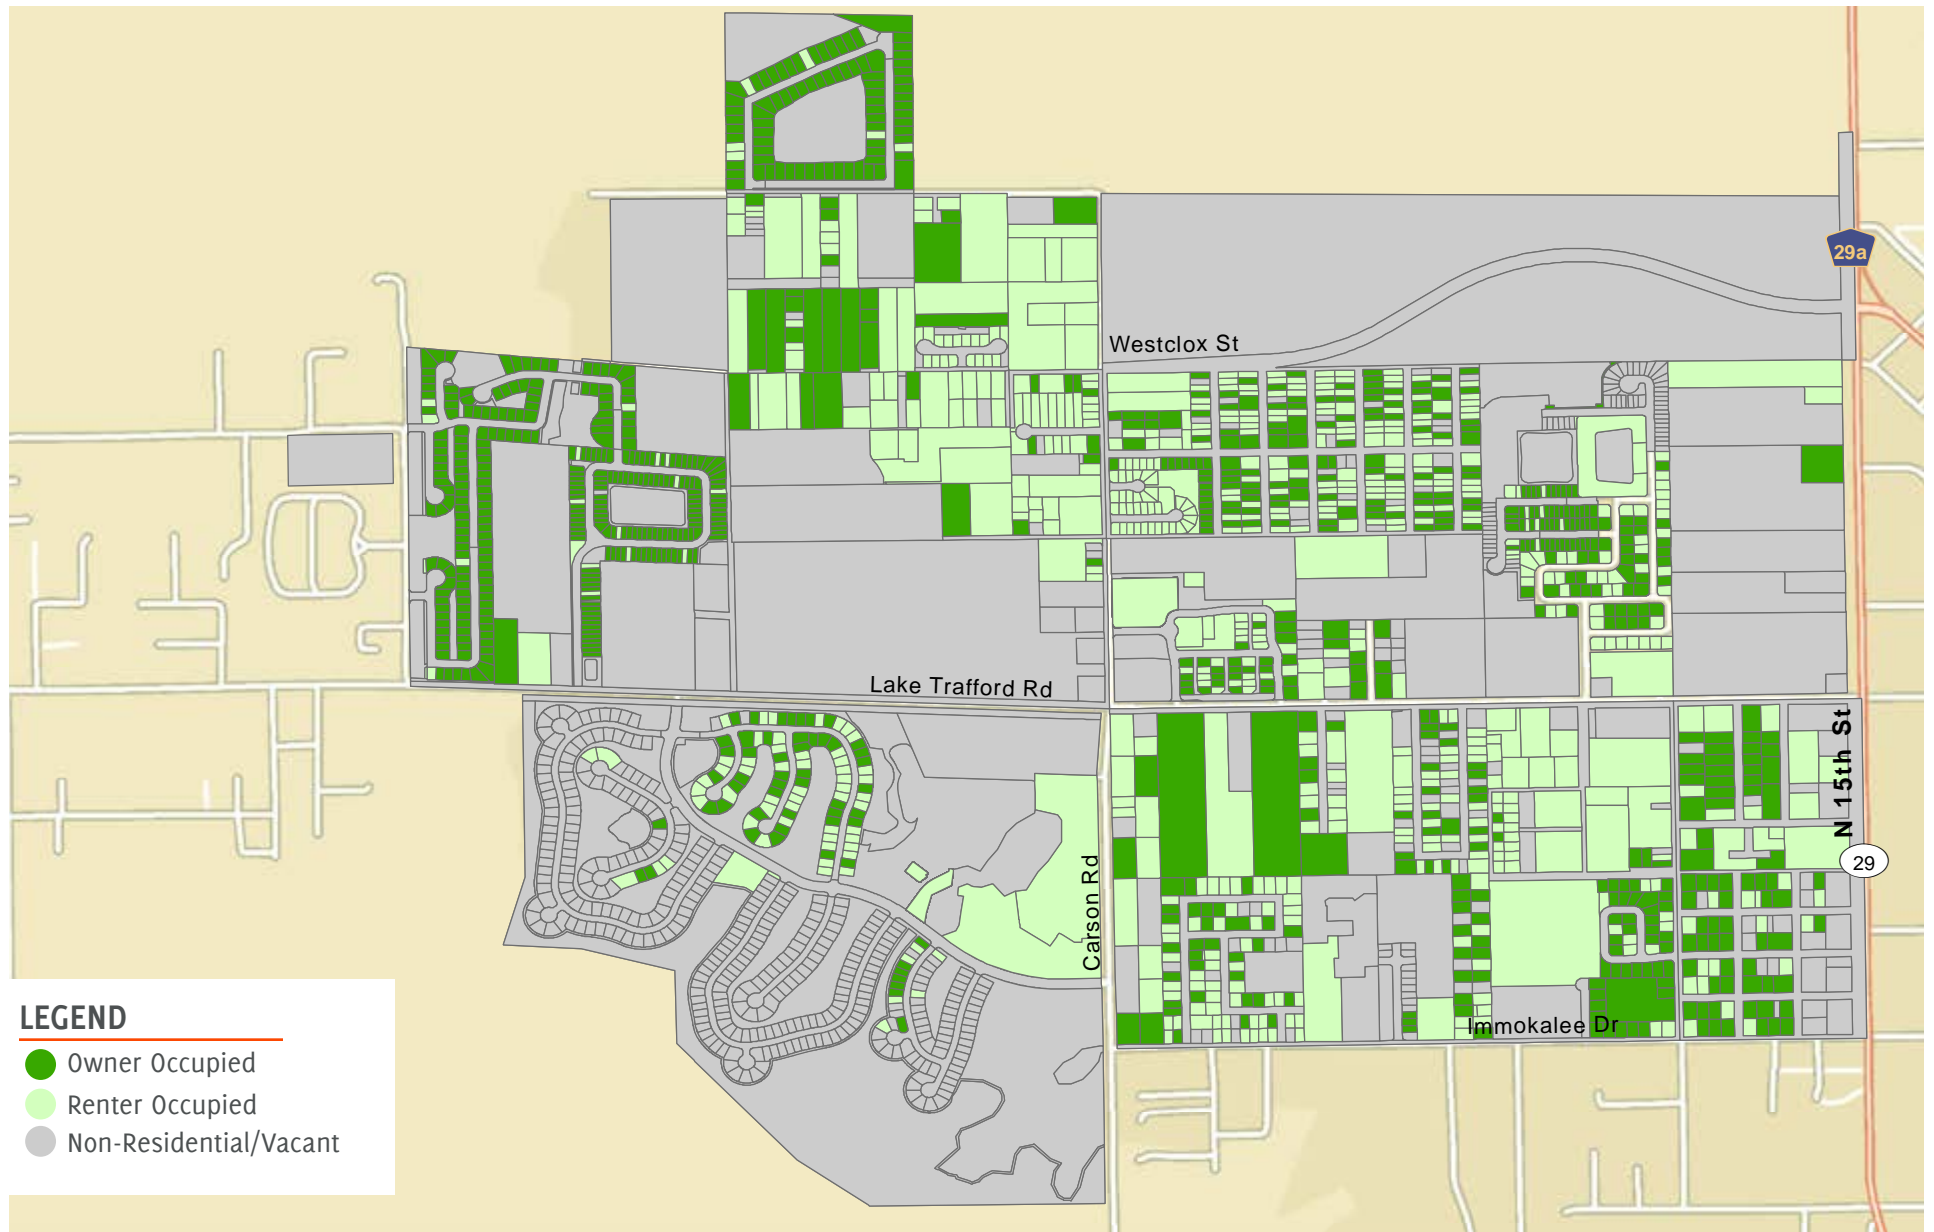 29a
Westclox St
Lake Trafford Rd
N 15th St
29
Carson Rd
Immokalee Dr
LEGEND
Owner Occupied
Renter Occupied
Non-Residential/Vacant